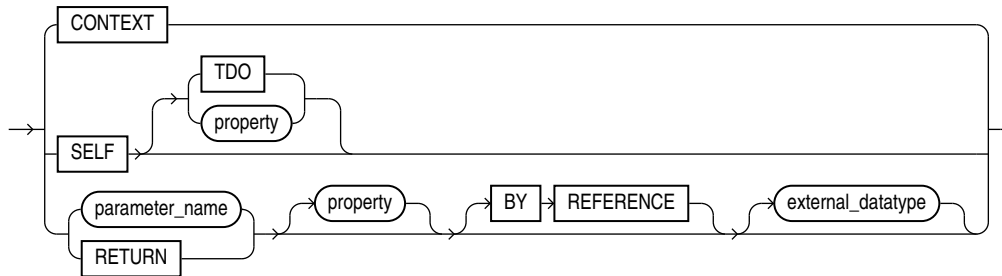 CONTEXT
TDO
property
SELF
parameter_name
property
BY
REFERENCE
external_datatype
RETURN